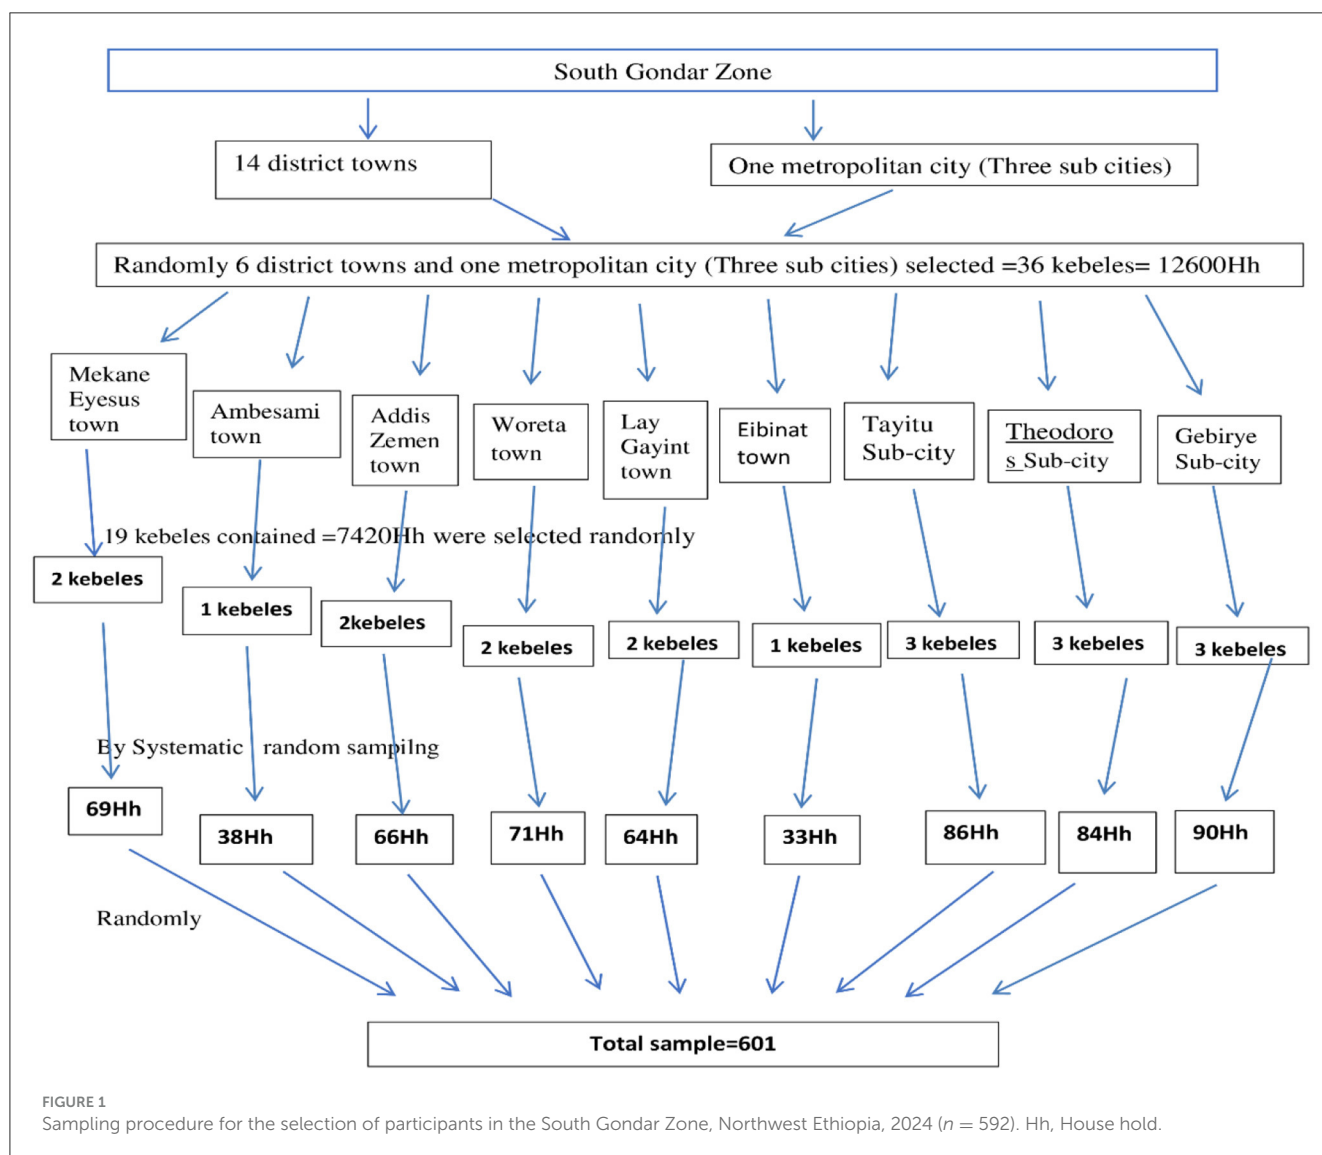 South Gondar Zone
14 district towns
One metropolitan city (Three sub cities)
Randomly 6 district towns and one metropolitan city (Three sub cities) selected =36 kebeles= 12600Hh
Mekane
Eyesus
town
Ambesami
town
Addis
Zemen
town
Woreta
town
Lay
Gayint
town
Eibinat
town
Tayitu
Sub-city
Theodoro
s Sub-city
Gebirye
Sub-city
19 kebeles contained =7420Hh were selected randomly
2 kebeles
1 kebeles
2kebeles
2 kebeles
2 kebeles
1 kebeles
3 kebeles
3 kebeles
3 kebeles
By Systematic random sampilng
69Hh
38Hh
66Hh
71Hh
64Hh
33Hh
86Hh
84Hh
90Hh
Randomly
Total sample=601
FIGURE 1
Sampling procedure for the selection of participants in the South Gondar Zone, Northwest Ethiopia, 2024 (n = 592). Hh, House hold.